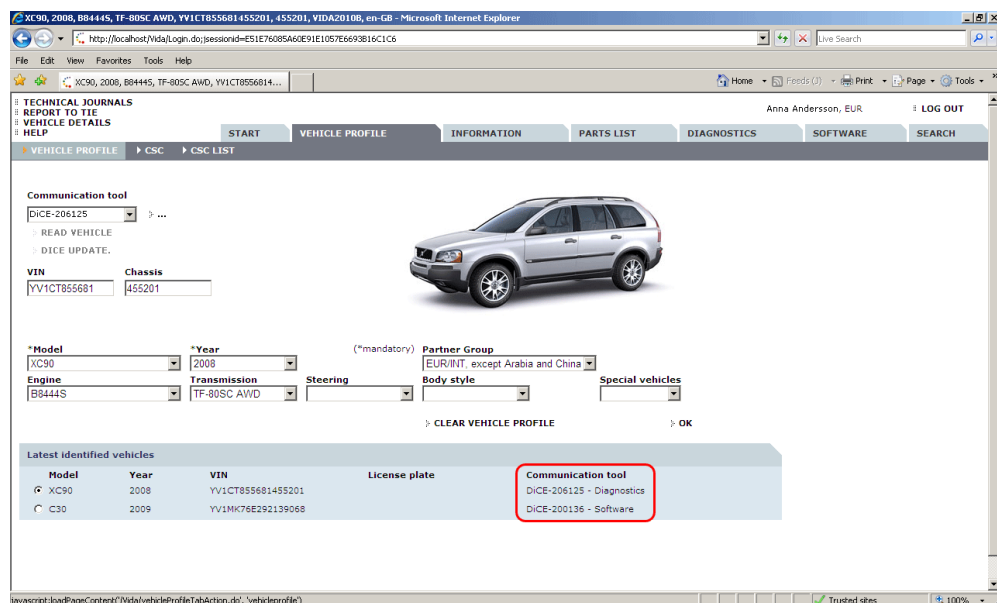 XC90, 2008, B8444S, TF-80SC AWD, YV1CT855681455201, 455201, VIDA2010B, en-GB - Microsoft Internet Explorer
http://localhost/Vida/Login.do;jsessionid=E51E76085A60E91E1057E6693B16C1C6
Live Search
File Edit View Favorites Tools Help
XC90, 2008, B8444S, TF-80SC AWD, YV1CT8556814...
Home Feeds (J) Print Page Tools »
TECHNICAL JOURNALS
REPORT TO TIE
VEHICLE DETAILS
HELP
Anna Andersson, EUR LOG OUT
START VEHICLE PROFILE INFORMATION PARTS LIST DIAGNOSTICS SOFTWARE SEARCH
VEHICLE PROFILE CSC CSC LIST
Communication tool
DiCE-206125 ...
READ VEHICLE
DICE UPDATE.
VIN Chassis
YV1CT855681 455201
*Model *Year (*mandatory) Partner Group
XC90 2008 EUR/INT, except Arabia and China
Engine Transmission Steering Body style Special vehicles
B8444S TF-80SC AWD
CLEAR VEHICLE PROFILE OK
Latest identified vehicles
Model Year VIN License plate Communication tool
XC90 2008 YV1CT855681455201 DiCE-206125 - Diagnostics
C30 2009 YV1MK76E292139068 DiCE-200136 - Software
javascript:loadPageContent('/Vida/vehicleProfileTabAction.do', 'vehicleprofile') Trusted sites 100%